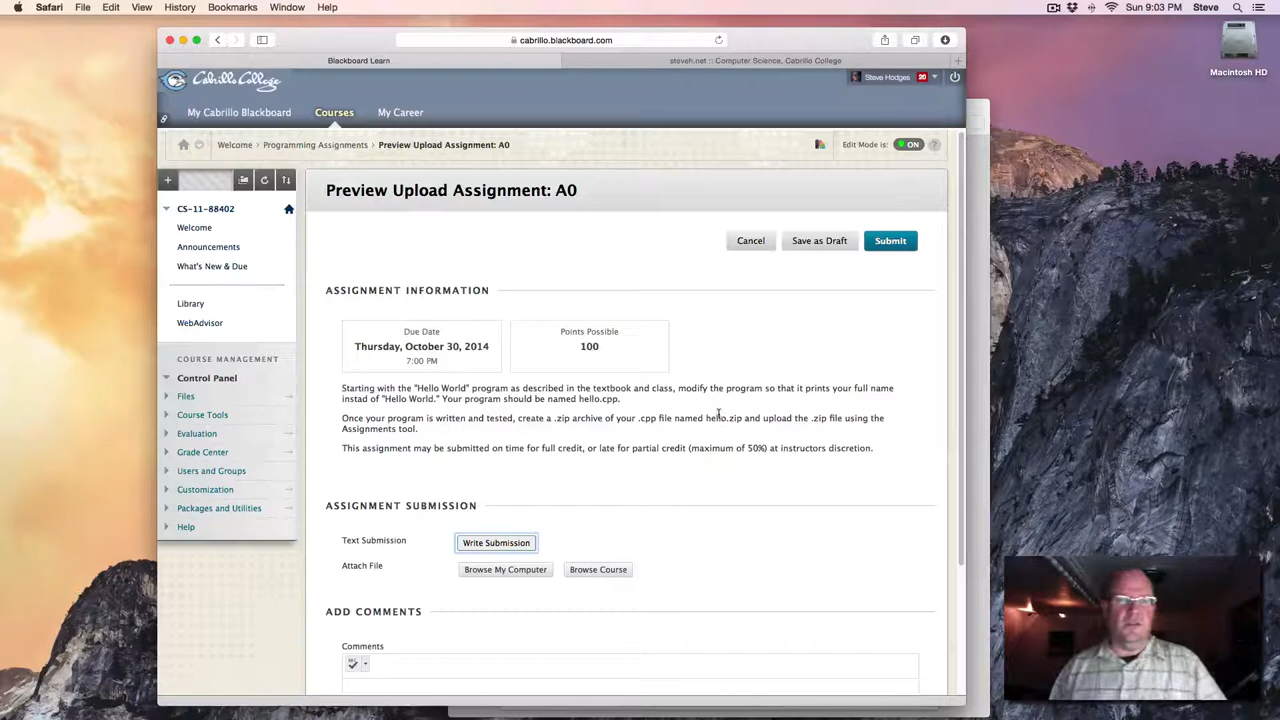 Safari File Edit View History Bookmarks Window Help
Sun 9:03 PM Steve
cabrillo.blackboard.com
Blackboard Learn
steveh.net :: Computer Science, Cabrillo College
Macintosh HD
Cabrillo College
Steve Hodges 20
My Cabrillo Blackboard Courses My Career
Welcome Programming Assignments Preview Upload Assignment: A0
Edit Mode is: ON ?
CS-11-88402
Welcome
Announcements
What's New & Due
Library
WebAdvisor
COURSE MANAGEMENT
Control Panel
Files
Course Tools
Evaluation
Grade Center
Users and Groups
Customization
Packages and Utilities
Help
Preview Upload Assignment: A0
Cancel Save as Draft Submit
ASSIGNMENT INFORMATION
Due Date
Thursday, October 30, 2014
7:00 PM
Points Possible
100
Starting with the "Hello World" program as described in the textbook and class, modify the program so that it prints your full name
instad of "Hello World." Your program should be named hello.cpp.
Once your program is written and tested, create a .zip archive of your .cpp file named hello.zip and upload the .zip file using the
Assignments tool.
This assignment may be submitted on time for full credit, or late for partial credit (maximum of 50%) at instructors discretion.
ASSIGNMENT SUBMISSION
Text Submission Write Submission
Attach File Browse My Computer Browse Course
ADD COMMENTS
Comments